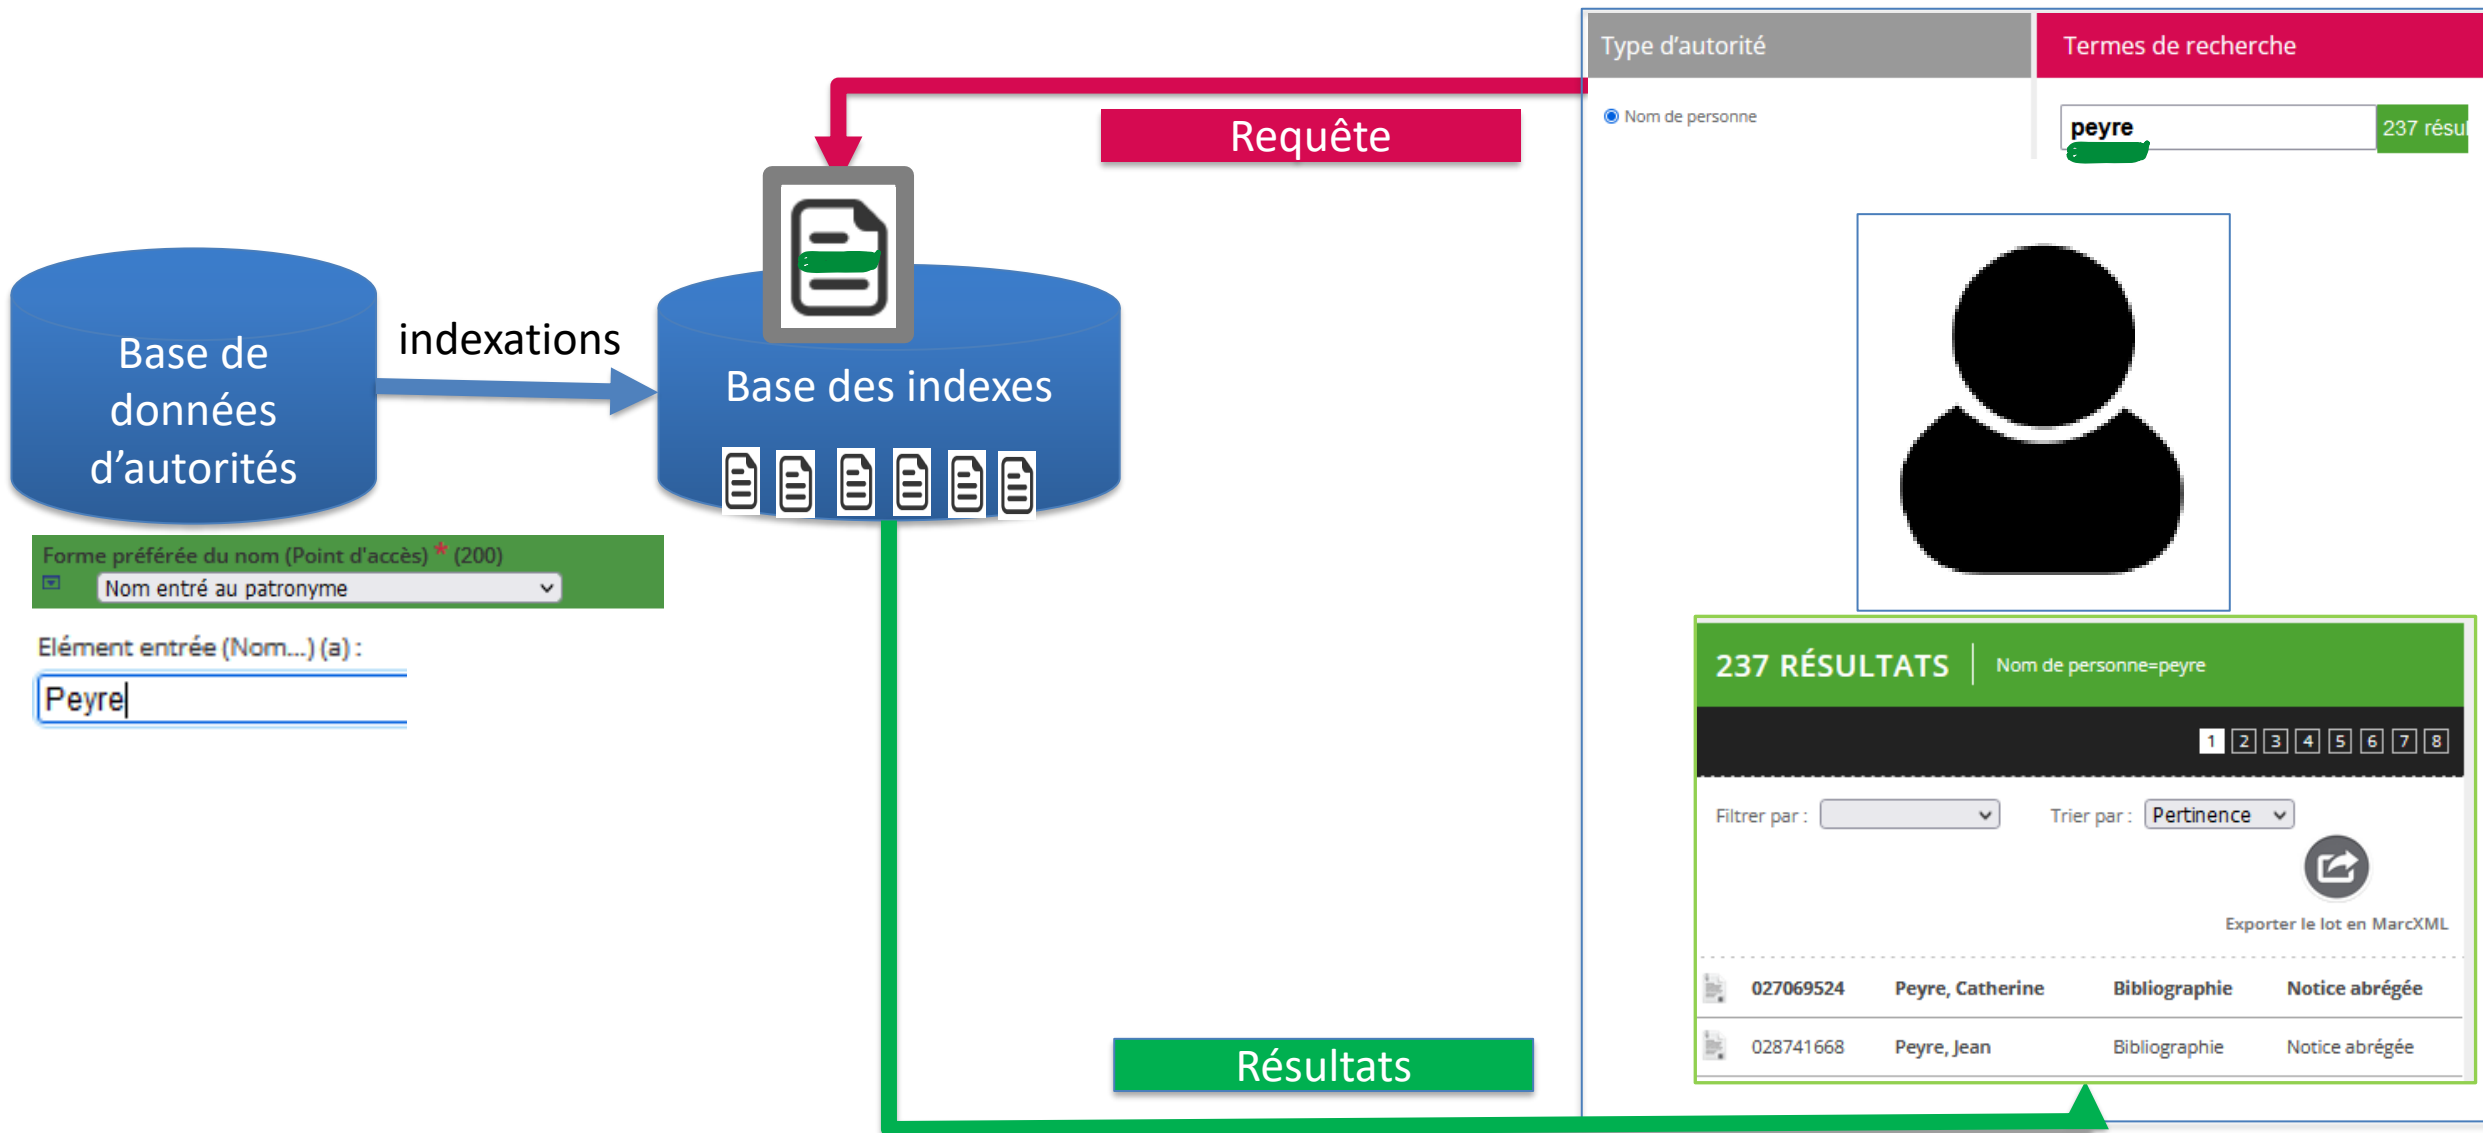 Type d'autorité
Termes de recherche
Nom de personne
peyre
237 résul
Requête
Base de
données
d'autorités
indexations
Base des indexes
Forme préférée du nom (Point d'accès) * (200)
Nom entré au patronyme
Elément entrée (Nom...) (a) :
Peyre
237 RÉSULTATS
Nom de personne=peyre
1 2 3 4 5 6 7 8
Filtrer par :
Trier par : Pertinence
Exporter le lot en MarcXML
027069524 Peyre, Catherine Bibliographie Notice abrégée
028741668 Peyre, Jean Bibliographie Notice abrégée
Résultats